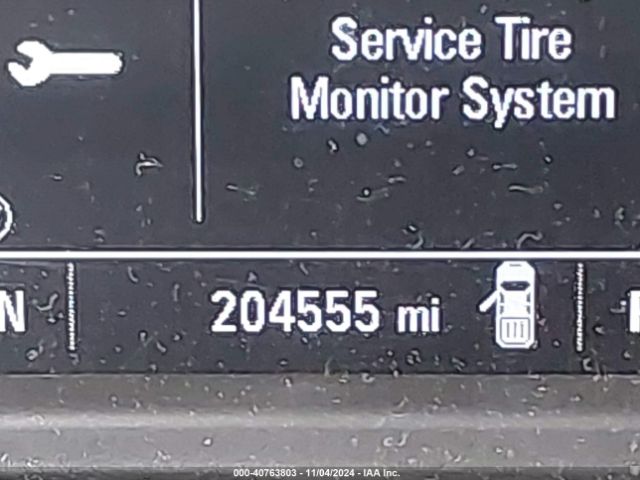 Service Tire
Monitor System
N 204555 mi
000-40763803 - 11/04/2024 - IAA Inc.